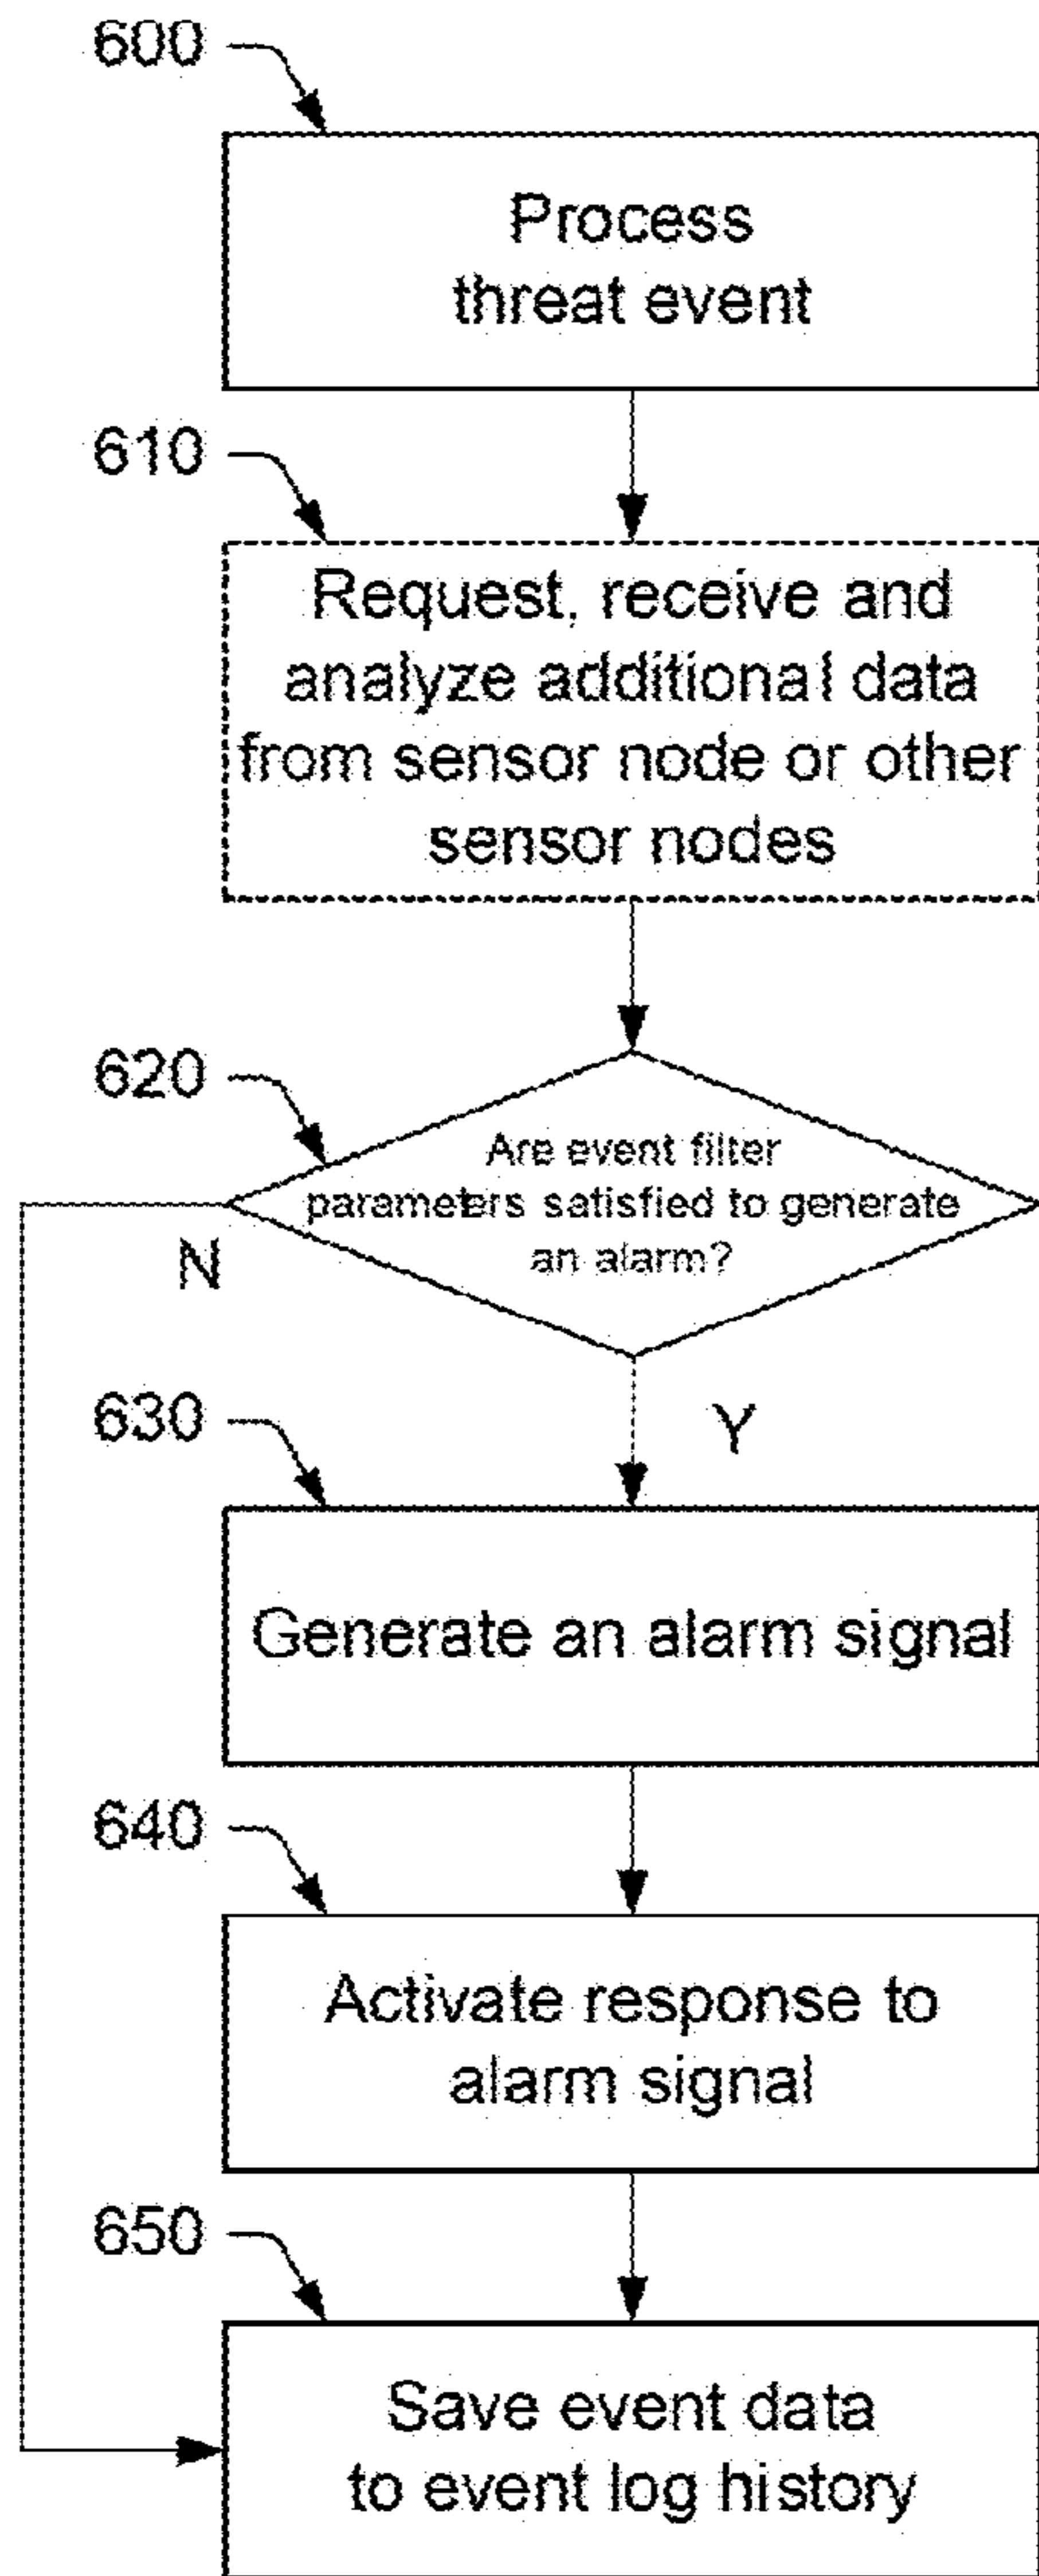 600
Process
threat event
610
Request, receive and
analyze additional data
from sensor node or other
sensor nodes
620
Are event filter
parameters satisfied to generate
an alarm?
N
Y
630
Generate an alarm signal
640
Activate response to
alarm signal
650
Save event data
to event log history